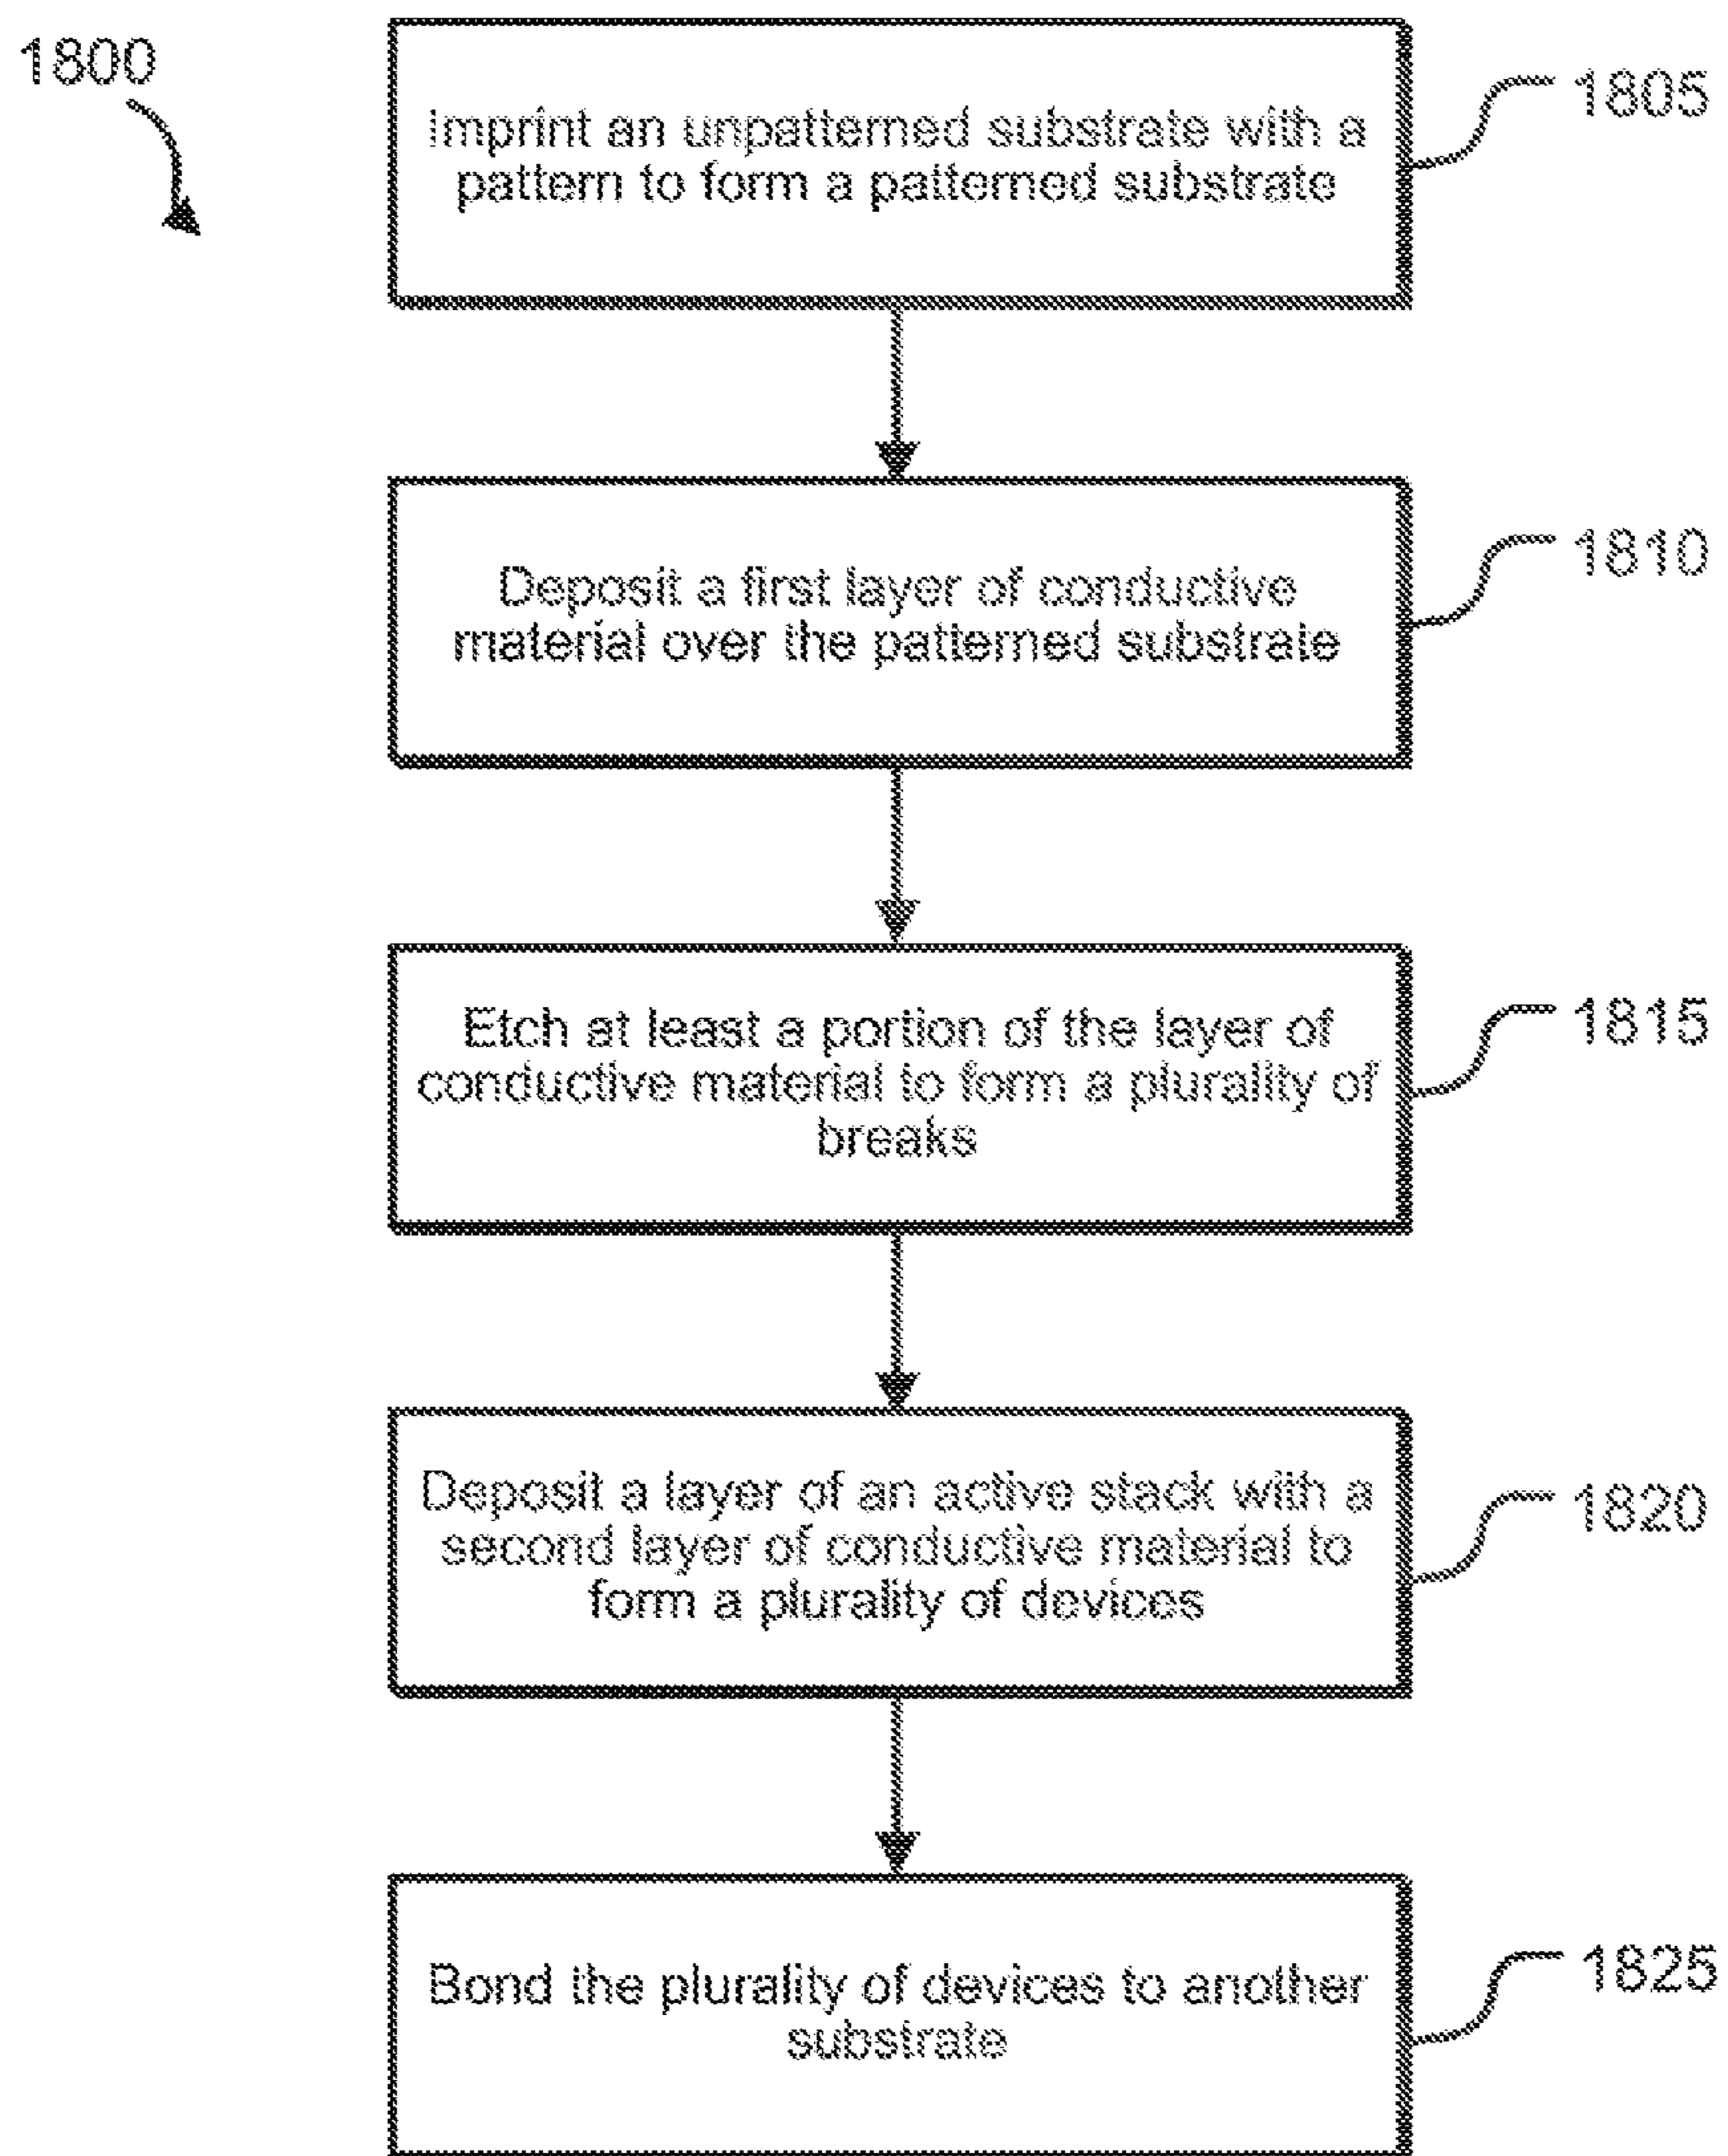 1800
Imprint an unpatterned substrate with a
pattern to form a patterned substrate
1805
Deposit a first layer of conductive
material over the patterned substrate
1810
Etch at least a portion of the layer of
conductive material to form a plurality of
breaks
1815
Deposit a layer of an active stack with a
second layer of conductive material to
form a plurality of devices
1820
Bond the plurality of devices to another
substrate
1825